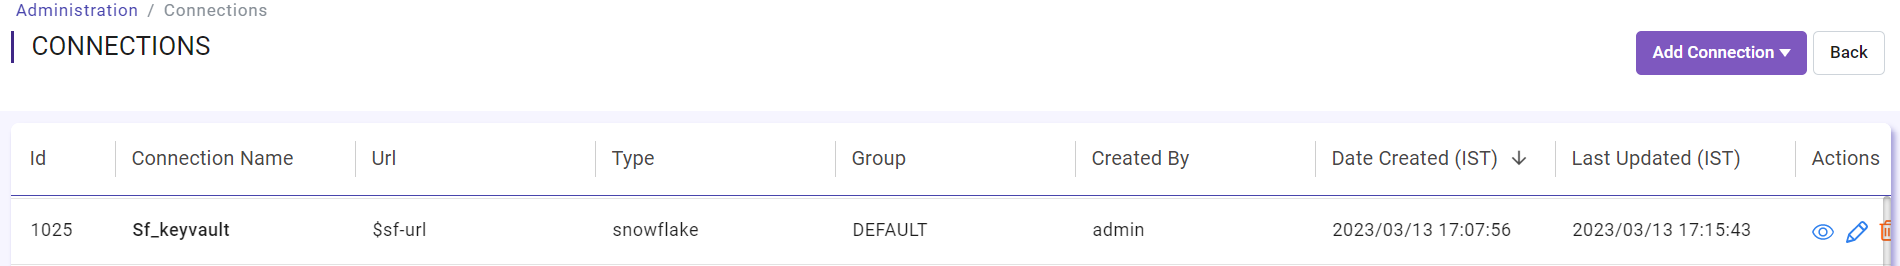 Administration / Connections
CONNECTIONS
Add Connection Back
Id Connection Name Url Type Group Created By Date Created (IST) Last Updated (IST) Actions
1025 Sf_keyvault $sf-url snowflake DEFAULT admin 2023/03/13 17:07:56 2023/03/13 17:15:43